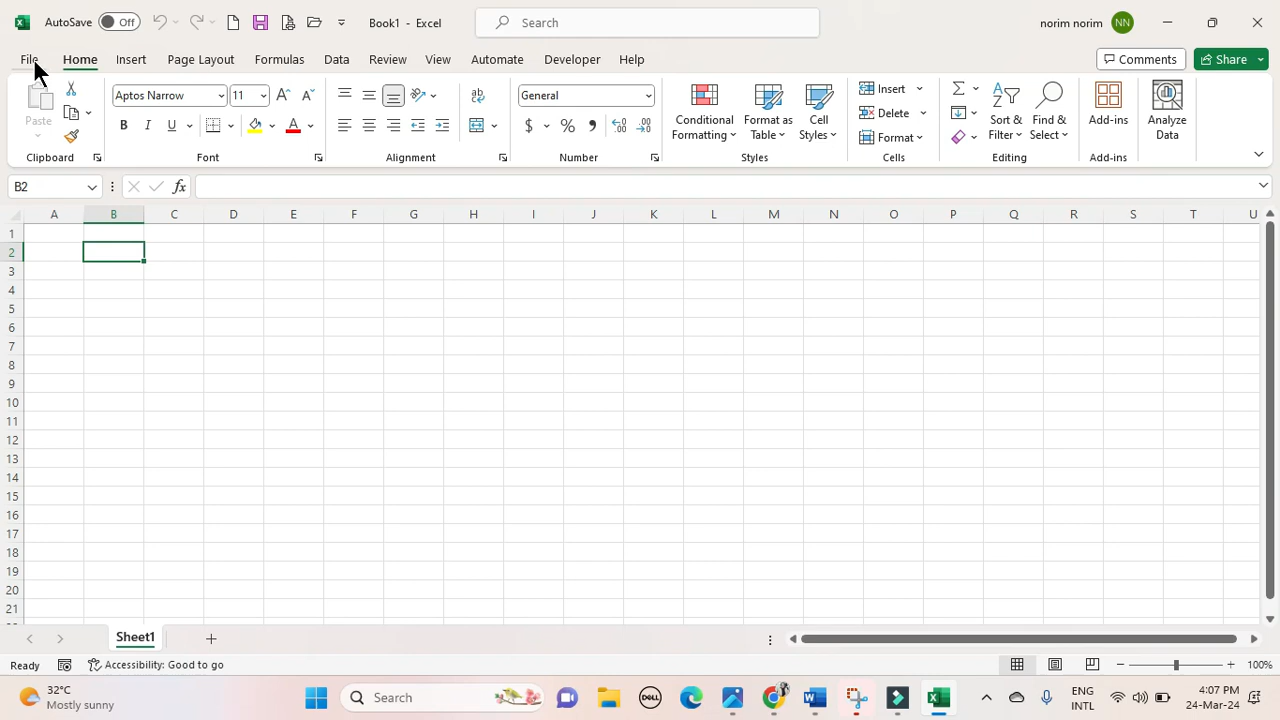 AutoSave Off Book1 - Excel Search norim norim NN
File Home Insert Page Layout Formulas Data Review View Automate Developer Help Comments Share
Paste Aptos Narrow 11 General Conditional Formatting Format as Table Cell Styles Insert Delete Format Sort & Filter Find & Select Add-ins Analyze Data
Clipboard Font Alignment Number Styles Cells Editing Add-ins
B2 fx
A B C D E F G H I J K L M N O P Q R S T U
1
2
3
4
5
6
7
8
9
10
11
12
13
14
15
16
17
18
19
20
21
Sheet1
Ready Accessibility: Good to go 100%
32°C Mostly sunny Search DELL ENG INTL 4:07 PM 24-Mar-24